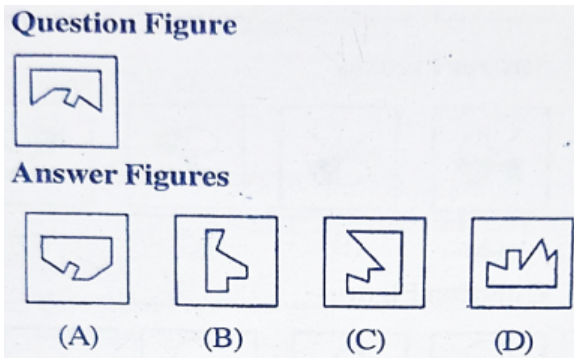 Question Figure
Answer Figures
(A) (B) (C) (D)